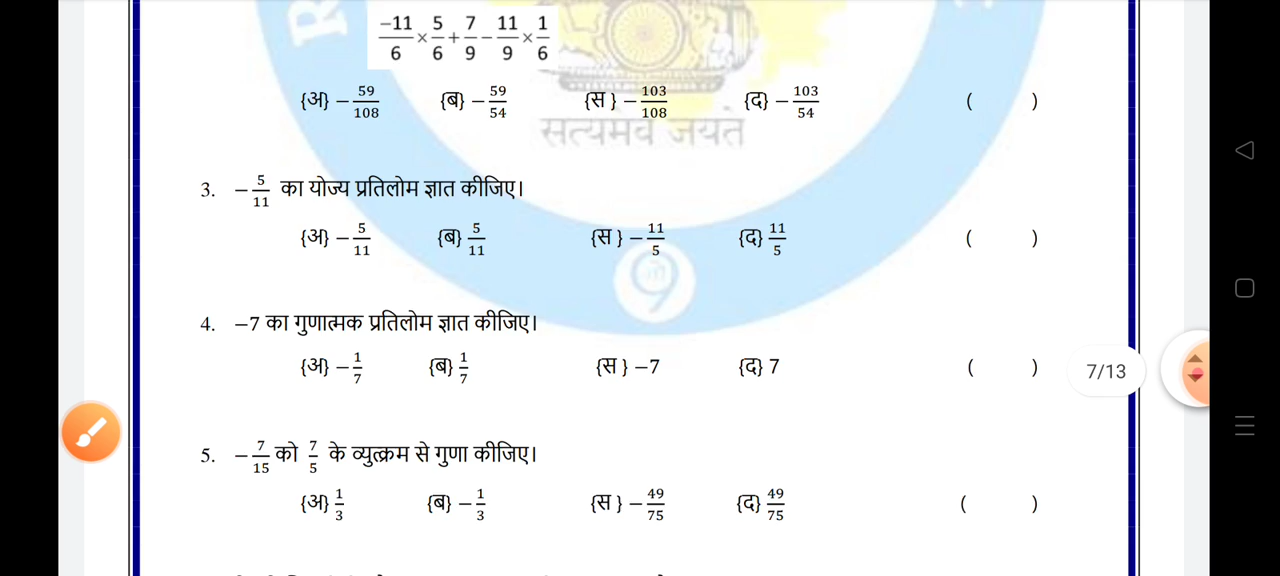 -11/6 × 5/6 + 7/9 - 11/9 × 1/6
{अ} −59/108 {ब} −59/54 {स } −103/108 {द} −103/54 ( )
सत्यमेव जयते
3. −5/11 का योज्य प्रतिलोम ज्ञात कीजिए।
{अ} −5/11 {ब} 5/11 {स } −11/5 {द} 11/5 ( )
4. −7 का गुणात्मक प्रतिलोम ज्ञात कीजिए।
{अ} −1/7 {ब} 1/7 {स } −7 {द} 7 ( )
7/13
5. −7/15 को 7/5 के व्युत्क्रम से गुणा कीजिए।
{अ} 1/3 {ब} −1/3 {स } −49/75 {द} 49/75 ( )